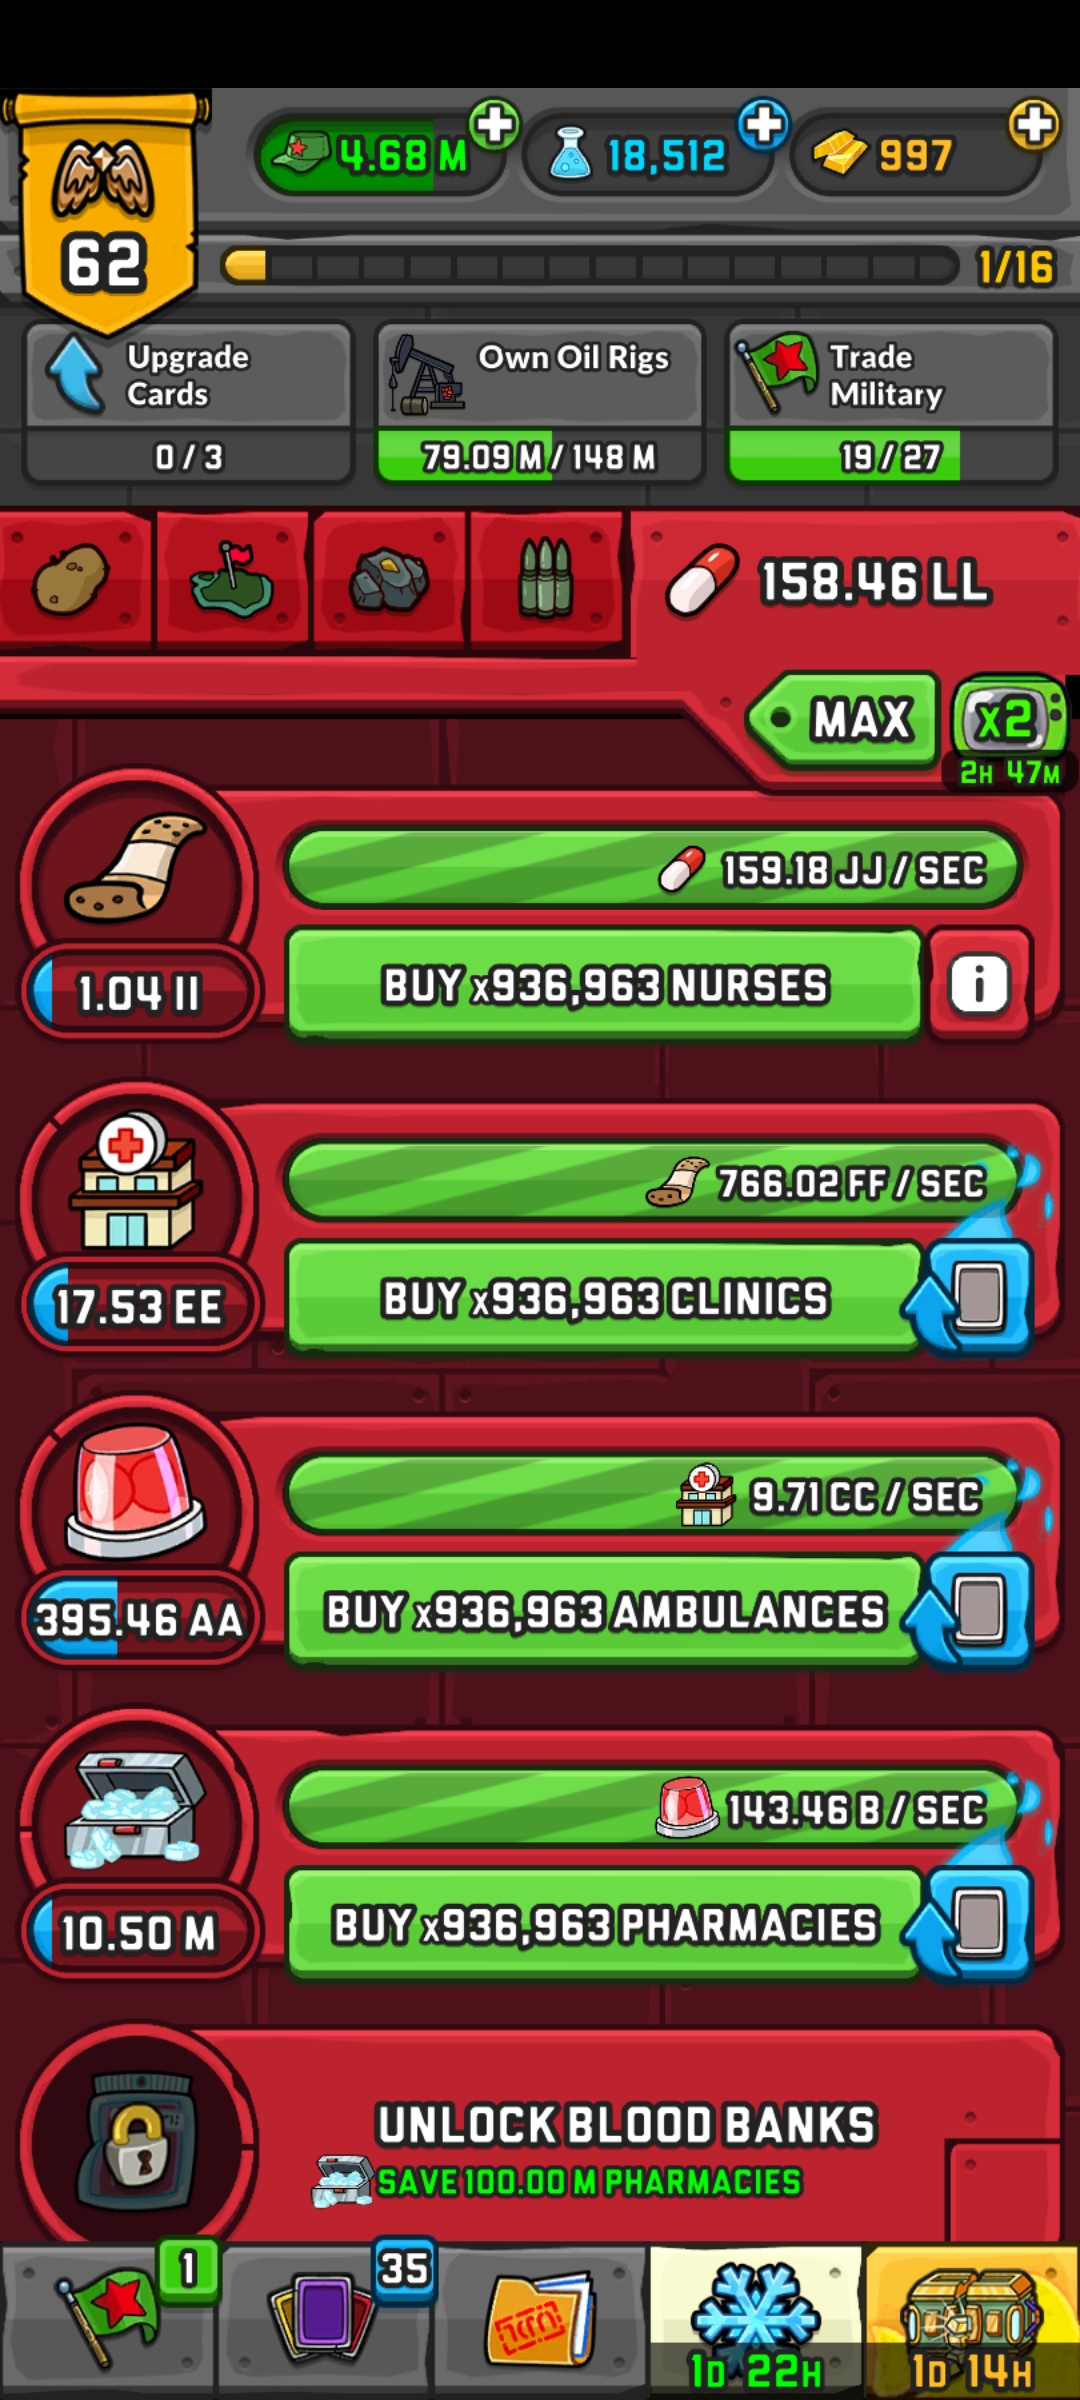 4.68 M
18,512
997
62
1/16
Upgrade
Cards
0 / 3
Own Oil Rigs
79.09 M / 148 M
Trade
Military
19 / 27
158.46 LL
MAX
x2
2H 47M
159.18 JJ / SEC
1.04 II
BUY x936,963 NURSES
i
766.02 FF / SEC
17.53 EE
BUY x936,963 CLINICS
9.71 CC / SEC
395.46 AA
BUY x936,963 AMBULANCES
143.46 B / SEC
10.50 M
BUY x936,963 PHARMACIES
UNLOCK BLOOD BANKS
SAVE 100.00 M PHARMACIES
1
35
1D 22H
1D 14H